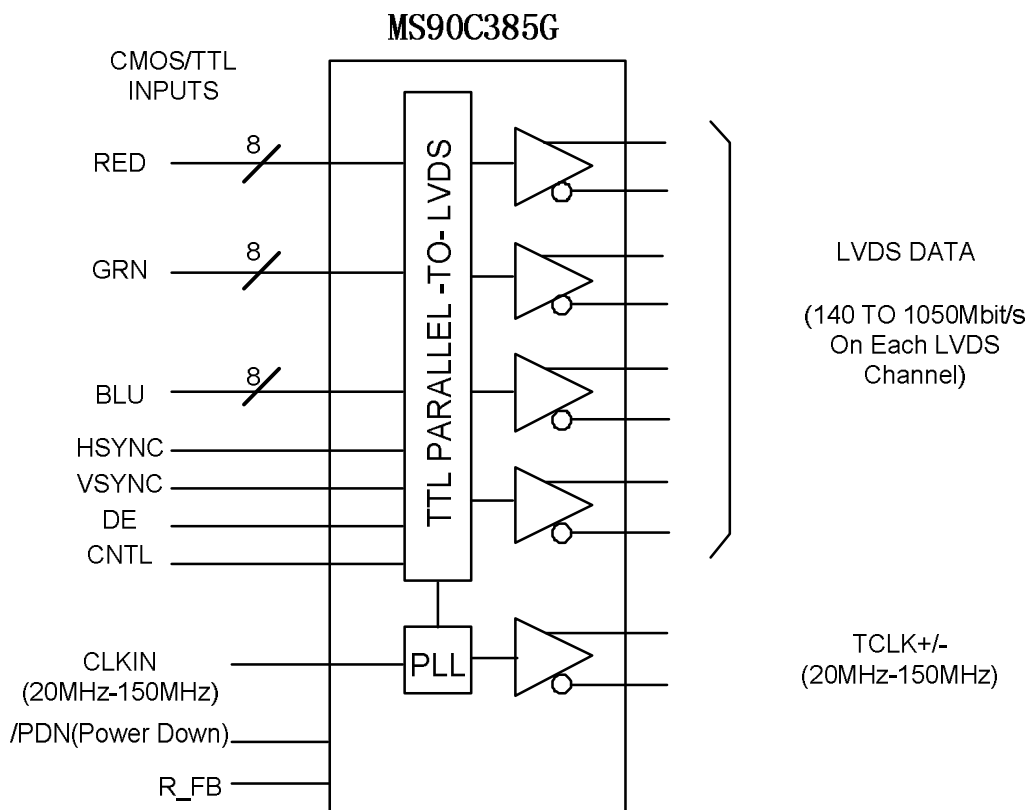 MS90C385G
CMOS/TTL
INPUTS
RED
8
GRN
8
BLU
8
HSYNC
VSYNC
DE
CNTL
CLKIN
(20MHz-150MHz)
/PDN(Power Down)
R_FB
TTL PARALLEL -TO- LVDS
PLL
LVDS DATA
(140 TO 1050Mbit/s
On Each LVDS
Channel)
TCLK+/-
(20MHz-150MHz)